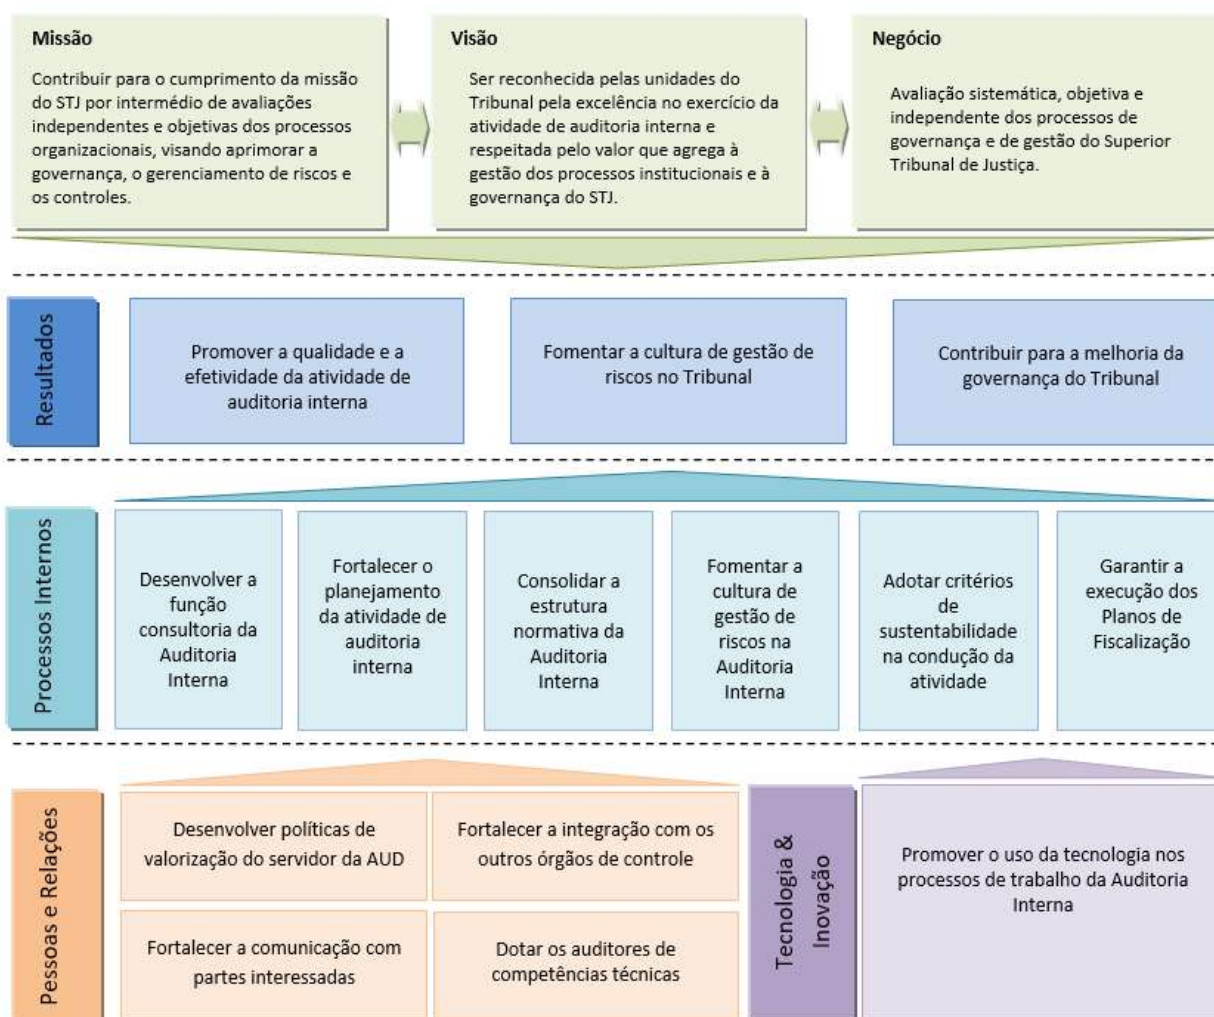 Missão
Contribuir para o cumprimento da missão
do STJ por intermédio de avaliações
independentes e objetivas dos processos
organizacionais, visando aprimorar a
governança, o gerenciamento de riscos e
os controles.
Visão
Ser reconhecida pelas unidades do
Tribunal pela excelência no exercício da
atividade de auditoria interna e
respeitada pelo valor que agrega à
gestão dos processos institucionais e à
governança do STJ.
Negócio
Avaliação sistemática, objetiva e
independente dos processos de
governança e de gestão do Superior
Tribunal de Justiça.
Resultados
Promover a qualidade e a
efetividade da atividade de
auditoria interna
Fomentar a cultura de gestão de
riscos no Tribunal
Contribuir para a melhoria da
governança do Tribunal
Processos Internos
Desenvolver a
função
consultoria da
Auditoria
Interna
Fortalecer o
planejamento
da atividade de
auditoria
interna
Consolidar a
estrutura
normativa da
Auditoria
Interna
Fomentar a
cultura de
gestão de
riscos na
Auditoria
Interna
Adotar critérios
de
sustentabilidade
na condução da
atividade
Garantir a
execução dos
Planos de
Fiscalização
Pessoas e Relações
Desenvolver políticas de
valorização do servidor da AUD
Fortalecer a integração com os
outros órgãos de controle
Fortalecer a comunicação com
partes interessadas
Dotar os auditores de
competências técnicas
Tecnologia &
Inovação
Promover o uso da tecnologia nos
processos de trabalho da Auditoria
Interna